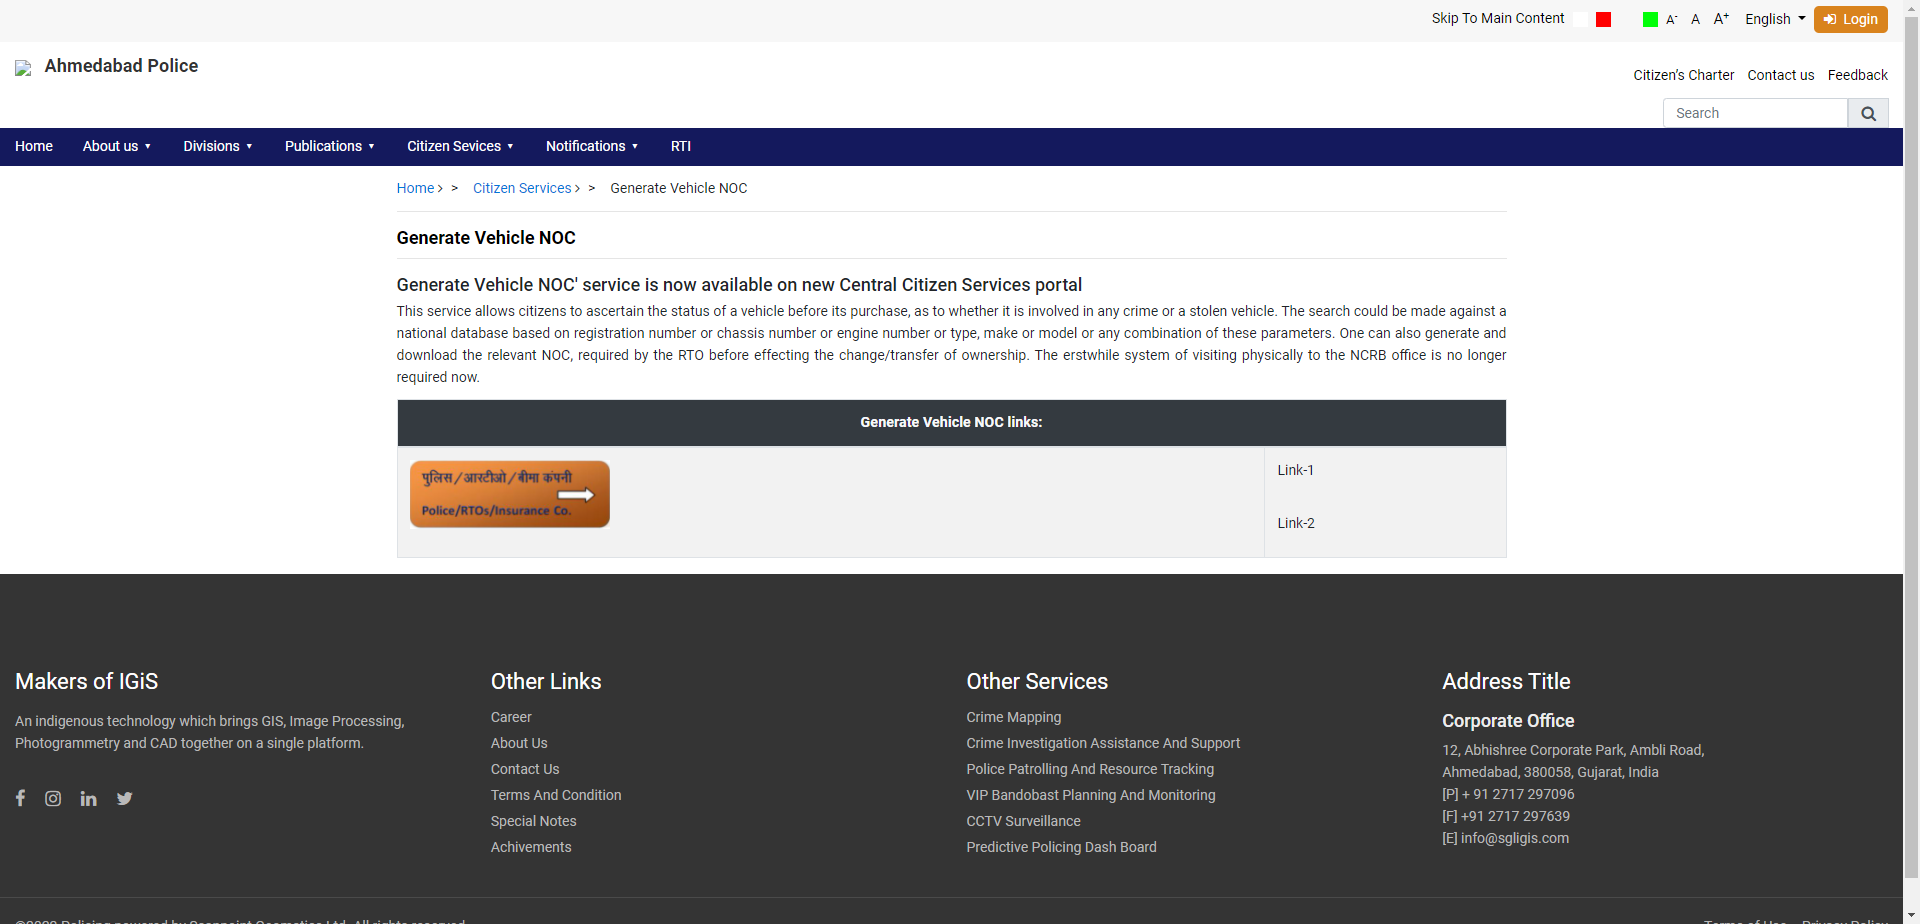 Skip To Main Content A- A A+ English Login
Ahmedabad Police
Citizen's Charter Contact us Feedback
Search
Home About us Divisions Publications Citizen Sevices Notifications RTI
Home > > Citizen Services > > Generate Vehicle NOC
Generate Vehicle NOC
Generate Vehicle NOC' service is now available on new Central Citizen Services portal
This service allows citizens to ascertain the status of a vehicle before its purchase, as to whether it is involved in any crime or a stolen vehicle. The search could be made against a
national database based on registration number or chassis number or engine number or type, make or model or any combination of these parameters. One can also generate and
download the relevant NOC, required by the RTO before effecting the change/transfer of ownership. The erstwhile system of visiting physically to the NCRB office is no longer
required now.
Generate Vehicle NOC links:
पुलिस/आरटीओ/बीमा कंपनी
Police/RTOs/Insurance Co.
Link-1
Link-2
Makers of IGiS
An indigenous technology which brings GIS, Image Processing,
Photogrammetry and CAD together on a single platform.
Other Links
Career
About Us
Contact Us
Terms And Condition
Special Notes
Achivements
Other Services
Crime Mapping
Crime Investigation Assistance And Support
Police Patrolling And Resource Tracking
VIP Bandobast Planning And Monitoring
CCTV Surveillance
Predictive Policing Dash Board
Address Title
Corporate Office
12, Abhishree Corporate Park, Ambli Road,
Ahmedabad, 380058, Gujarat, India
[P] + 91 2717 297096
[F] +91 2717 297639
[E] info@sgligis.com
Terms of Use Privacy Policy